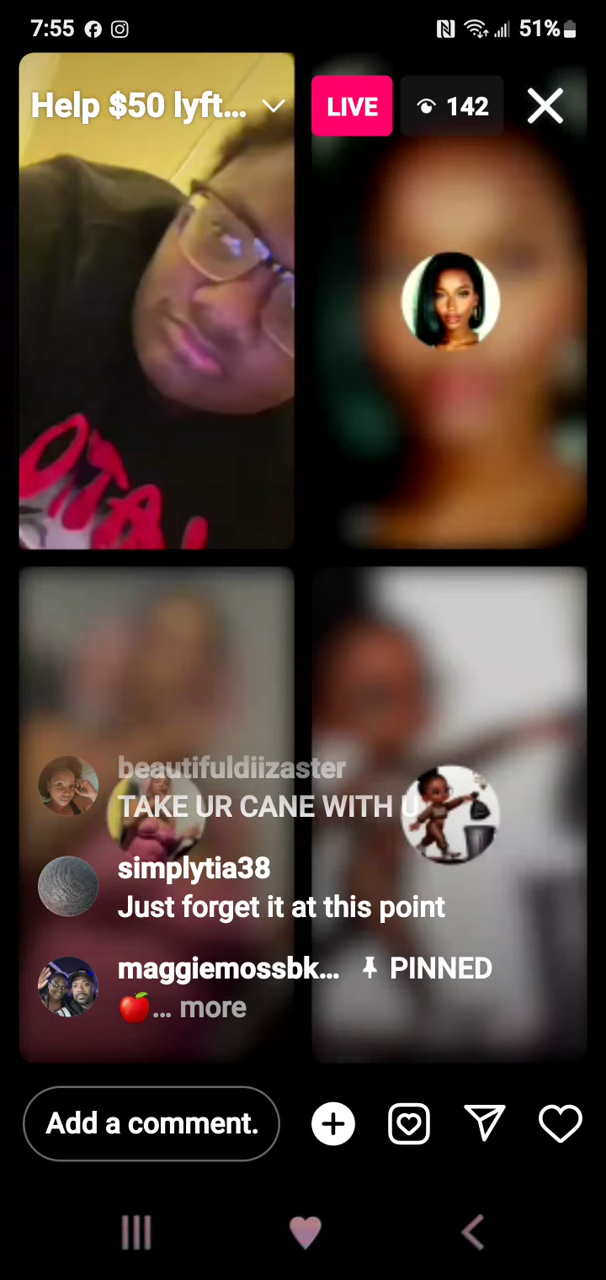 7:55
51%
Help $50 lyft...
LIVE
142
beautifuldiizaster
TAKE UR CANE WITH U
simplytia38
Just forget it at this point
maggiemossbk... PINNED
🍎... more
Add a comment.